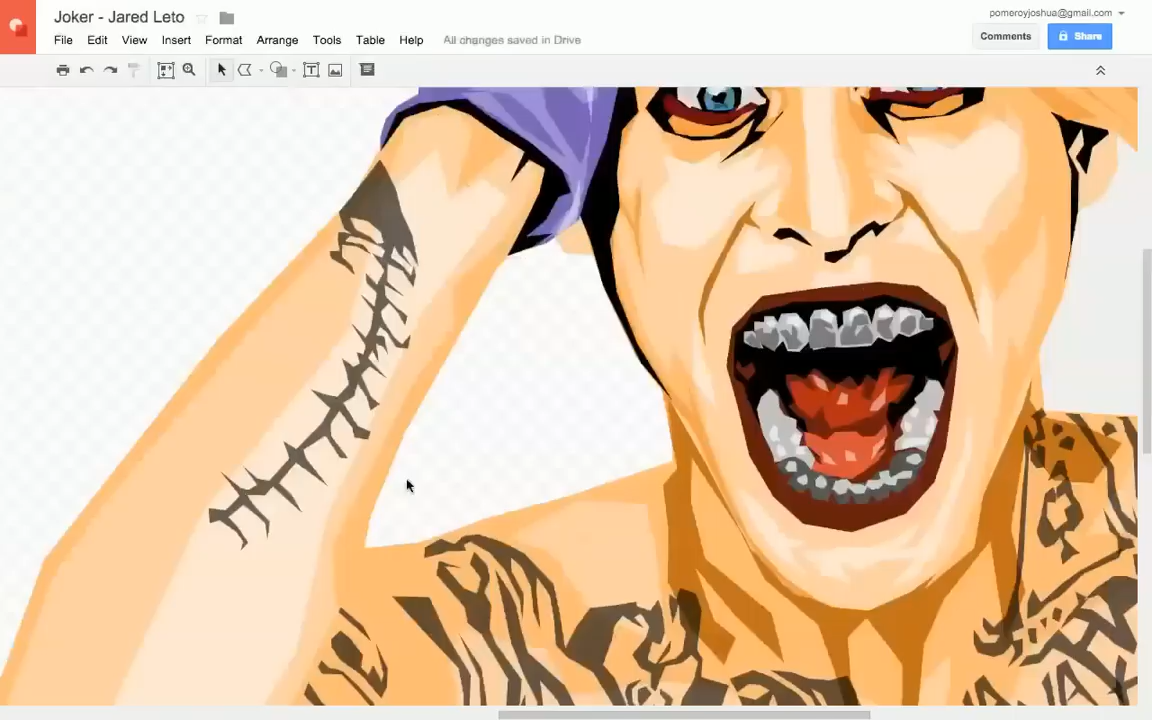 Joker - Jared Leto
pomeroyjoshua@gmail.com
File Edit View Insert Format Arrange Tools Table Help All changes saved in Drive
Comments Share